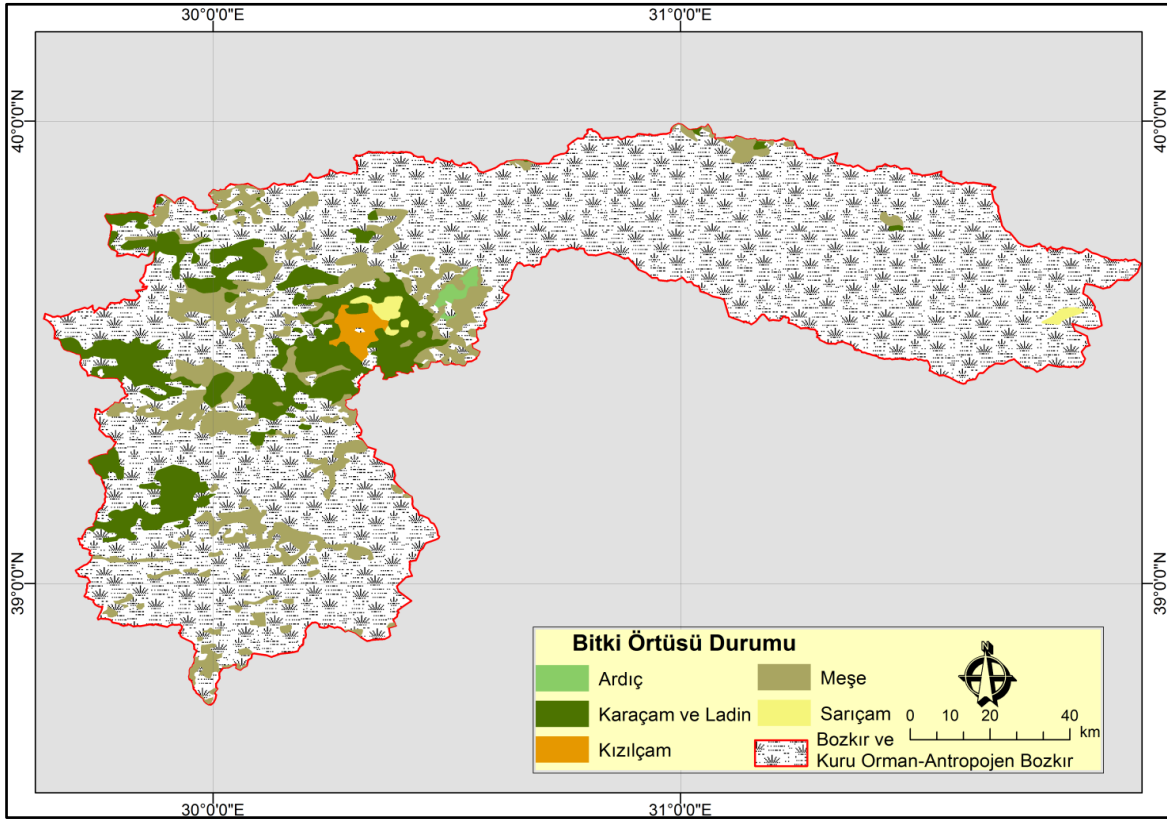 30°0'0"E
31°0'0"E
40°0'0"N
40°0'0"N
39°0'0"N
39°0'0"N
Bitki Örtüsü Durumu
Ardıç
Karaçam ve Ladin
Kızılçam
Meşe
Sarıçam
Bozkır ve
Kuru Orman-Antropojen Bozkır
N
0 10 20 40
km
30°0'0"E
31°0'0"E